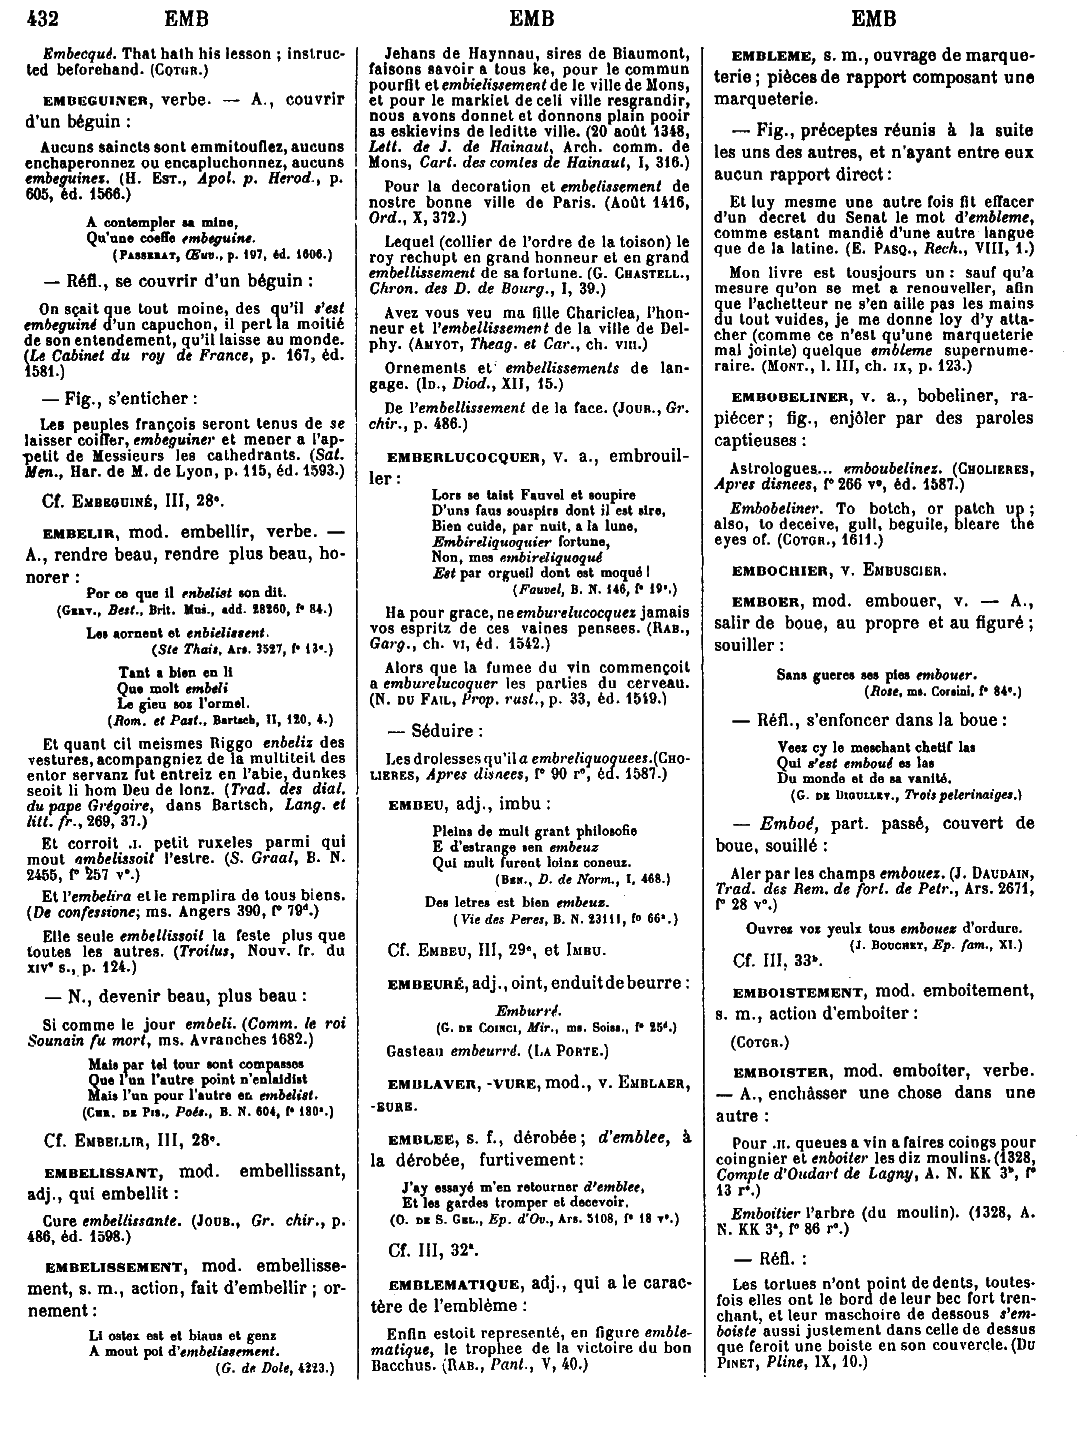 432 EMB EMB EMB
Embecqué. That hath his lesson ; instruc-
ted beforehand. (COTGR.)
EMBEGUINER, verbe. — A., couvrir
d'un béguin :
Aucuns saincts sont emmitouflez, aucuns
enchaperonnez ou encapluchonnez, aucuns
embeguinez. (H. EST., Apol. p. Herod., p.
605, éd. 1566.)
A contempler sa mine,
Qu'une coeffe embeguine.
(PASSERAT, Œuv., p. 197, éd. 1606.)
— Réfl., se couvrir d'un béguin :
On sçait que tout moine, des qu'il s'est
embeguiné d'un capuchon, il pert la moitié
de son entendement, qu'il laisse au monde.
(Le Cabinet du roy de France, p. 167, éd.
1581.)
— Fig., s'enticher :
Les peuples françois seront tenus de se
laisser coiffer, embeguiner et mener a l'ap-
petit de Messieurs les cathedrants. (Sat.
Men., Har. de M. de Lyon, p. 115, éd. 1593.)
Cf. EMBEGUINÉ, III, 28c.
EMBELIR, mod. embellir, verbe. —
A., rendre beau, rendre plus beau, ho-
norer :
Por ce que il enbelist son dit.
(GERV., Best., Brit. Mus., add. 28260, f° 84.)
Les aornent et enbielissent.
(Ste Thais, Ars. 3527, f° 13c.)
Tant a bien en li
Que molt embeli
Le gieu soz l'ormel.
(Rom. et Past., Bartsch, II, 120, 4.)
Et quant cil meismes Riggo enbeliz des
vestures, acompangniez de la multiteit des
entor servanz fut entreiz en l'abie, dunkes
seoit li hom Deu de lonz. (Trad. des dial.
du pape Grégoire, dans Bartsch, Lang. et
litt. fr., 269, 37.)
Et corroit .I. petit ruxeles parmi qui
mout ambelissoit l'estre. (S. Graal, B. N.
2455, f° 257 v°.)
Et l'embelira et le remplira de tous biens.
(De confessione; ms. Angers 390, f° 79d.)
Elle seule embellissoit la feste plus que
toutes les autres. (Troilus, Nouv. fr. du
XIVe s., p. 124.)
— N., devenir beau, plus beau :
Si comme le jour embeli. (Comm. le roi
Sounain fu mort, ms. Avranches 1682.)
Mais par tel tour sont compasses
Que l'un l'autre point n'enlaidist
Mais l'un pour l'autre en embelist.
(CHR. DE PIS., Poés., B. N. 604, f° 180a.)
Cf. EMBELLIR, III, 28c.
EMBELISSANT, mod. embellissant,
adj., qui embellit :
Cure embellissante. (JOUB., Gr. chir., p.
486, éd. 1598.)
EMBELISSEMENT, mod. embellisse-
ment, s. m., action, fait d'embellir ; or-
nement :
Li ostex est et biaus et genz
A mout poi d'embelissement.
(G. de Dole, 4223.)
Jehans de Haynnau, sires de Biaumont,
faisons savoir a tous ke, pour le commun
pourfit et embielissement de le ville de Mons,
et pour le markiet de celi ville resgrandir,
nous avons donnet et donnons plain pooir
as eskievins de leditte ville. (20 août 1348,
Lett. de J. de Hainaut, Arch. comm. de
Mons, Cart. des comtes de Hainaut, I, 316.)
Pour la decoration et embelissement de
nostre bonne ville de Paris. (Août 1416,
Ord., X, 372.)
Lequel (collier de l'ordre de la toison) le
roy rechupt en grand honneur et en grand
embellissement de sa fortune. (G. CHASTELL.,
Chron. des D. de Bourg., I, 39.)
Avez vous veu ma fille Chariclea, l'hon-
neur et l'embellissement de la ville de Del-
phy. (AMYOT, Theag. et Car., ch. VIII.)
Ornements et embellissements de lan-
gage. (ID., Diod., XII, 15.)
De l'embellissement de la face. (JOUB., Gr.
chir., p. 486.)
EMBERLUCOCQUER, v. a., embrouil-
ler :
Lors se taist Fauvel et soupire
D'uns faus souspirs dont il est sire,
Bien cuide, par nuit, a la lune,
Embireliquoquier fortune,
Non, mes embireliquoqué
Est par orgueil dont est moqué !
(Fauvel, B. N. 146, f° 19c.)
Ha pour grace, ne emburelucocquez jamais
vos espritz de ces vaines pensees. (RAB.,
Garg., ch. VI, éd. 1542.)
Alors que la fumee du vin commençoit
a emburelucoquer les parties du cerveau.
(N. DU FAIL, Prop. rust., p. 33, éd. 1549.)
— Séduire :
Les drolesses qu'il a embreliquoquees. (CHO-
LIERES, Apres disnees, f° 90 r°, éd. 1587.)
EMBEU, adj., imbu :
Pleins de mult grant philosofie
E d'estrange sen embeuz
Qui mult furent loinz coneuz.
(BEN., D. de Norm., I, 468.)
Des letres est bien embeuz.
(Vie des Peres, B. N. 23111, fo 66a.)
Cf. EMBEU, III, 29c, et IMBU.
EMBEURÉ, adj., oint, enduit de beurre :
Emburré.
(G. DE COINCI, Mir., ms. Soiss., f° 25d.)
Gasteau embeurré. (LA PORTE.)
EMBLAVER, -VURE, mod., v. EMBLAER,
-EURE.
EMBLEE, s. f., dérobée ; d'emblee, à
la dérobée, furtivement :
J'ay essayé m'en retourner d'emblee,
Et les gardes tromper et decevoir.
(O. DE S. GEL., Ep. d'Ov., Ars. 5108, f° 18 v°.)
Cf. III, 32a.
EMBLEMATIQUE, adj., qui a le carac-
tère de l'emblème :
Enfin estoit representé, en figure emble-
matique, le trophee de la victoire du bon
Bacchus. (RAB., Pant., V, 40.)
EMBLEME, s. m., ouvrage de marque-
terie ; pièces de rapport composant une
marqueterie.
— Fig., préceptes réunis à la suite
les uns des autres, et n'ayant entre eux
aucun rapport direct :
Et luy mesme une autre fois fit effacer
d'un decret du Senat le mot d'embleme,
comme estant mandié d'une autre langue
que de la latine. (E. PASQ., Rech., VIII, 1.)
Mon livre est tousjours un : sauf qu'a
mesure qu'on se met a renouveller, afin
que l'achetteur ne s'en aille pas les mains
du tout vuides, je me donne loy d'y atta-
cher (comme ce n'est qu'une marqueterie
mal jointe) quelque embleme supernume-
raire. (MONT., l. III, ch. IX, p. 123.)
EMBOBELINER, v. a., bobeliner, ra-
piécer ; fig., enjôler par des paroles
captieuses :
Astrologues... emboubelinez. (CHOLIERES,
Apres disnees, f° 266 v°, éd. 1587.)
Embobeliner. To botch, or patch up ;
also, to deceive, gull, beguile, bleare the
eyes of. (COTGR., 1611.)
EMBOCHIER, v. EMBUSCIER.
EMBOER, mod. embouer, v. — A.,
salir de boue, au propre et au figuré ;
souiller :
Sans gueres ses pies embouer.
(Rose, ms. Corsini, f° 84c.)
— Réfl., s'enfoncer dans la boue :
Veez cy le meschant chetif las
Qui s'est emboué es las
Du monde et de sa vanité.
(G. DE DIGULLEV., Trois pelerinaiges.)
— Emboé, part. passé, couvert de
boue, souillé :
Aler par les champs embouez. (J. DAUDAIN,
Trad. des Rem. de fort. de Petr., Ars. 2671,
f° 28 v°.)
Ouvrez voz yeulx tous embouez d'ordure.
(J. BOUCHET, Ep. fam., XI.)
Cf. III, 33b.
EMBOISTEMENT, mod. emboitement,
s. m., action d'emboiter :
(COTGR.)
EMBOISTER, mod. emboiter, verbe.
— A., enchâsser une chose dans une
autre :
Pour .II. queues a vin a faires coings pour
coingnier et enboiter les diz moulins. (1328,
Compte d'Oudart de Lagny, A. N. KK 3b, f°
13 r°.)
Emboitier l'arbre (du moulin). (1328, A.
N. KK 3a, f° 86 r°.)
— Réfl. :
Les tortues n'ont point de dents, toutes-
fois elles ont le bord de leur bec fort tren-
chant, et leur maschoire de dessous s'em-
boiste aussi justement dans celle de dessus
que feroit une boiste en son couvercle. (DU
PINET, Pline, IX, 10.)